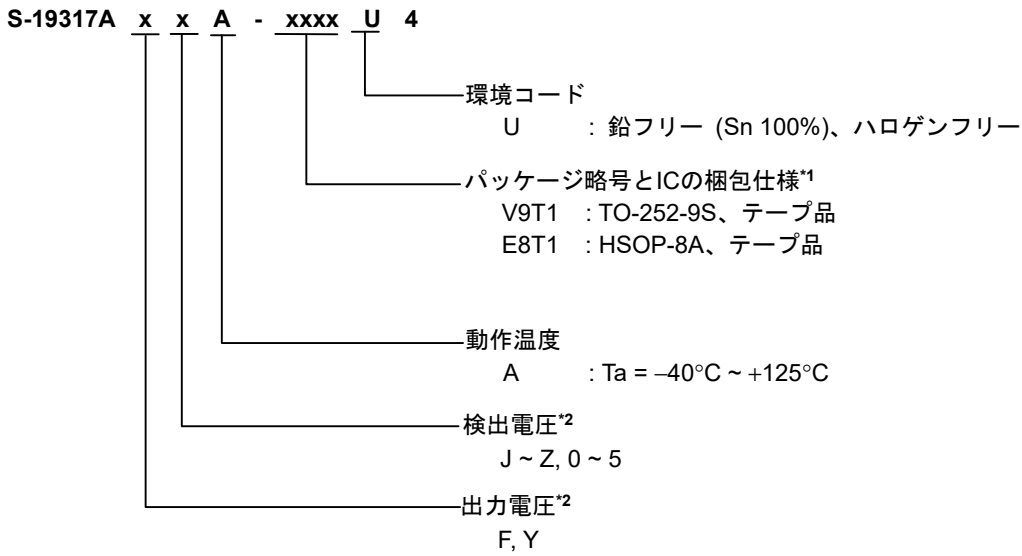 S-19317A x x A - xxxx U 4
環境コード
U : 鉛フリー (Sn 100%)、ハロゲンフリー
パッケージ略号とICの梱包仕様*1
V9T1 : TO-252-9S、テープ品
E8T1 : HSOP-8A、テープ品
動作温度
A : Ta = −40°C ~ +125°C
検出電圧*2
J ~ Z, 0 ~ 5
出力電圧*2
F, Y